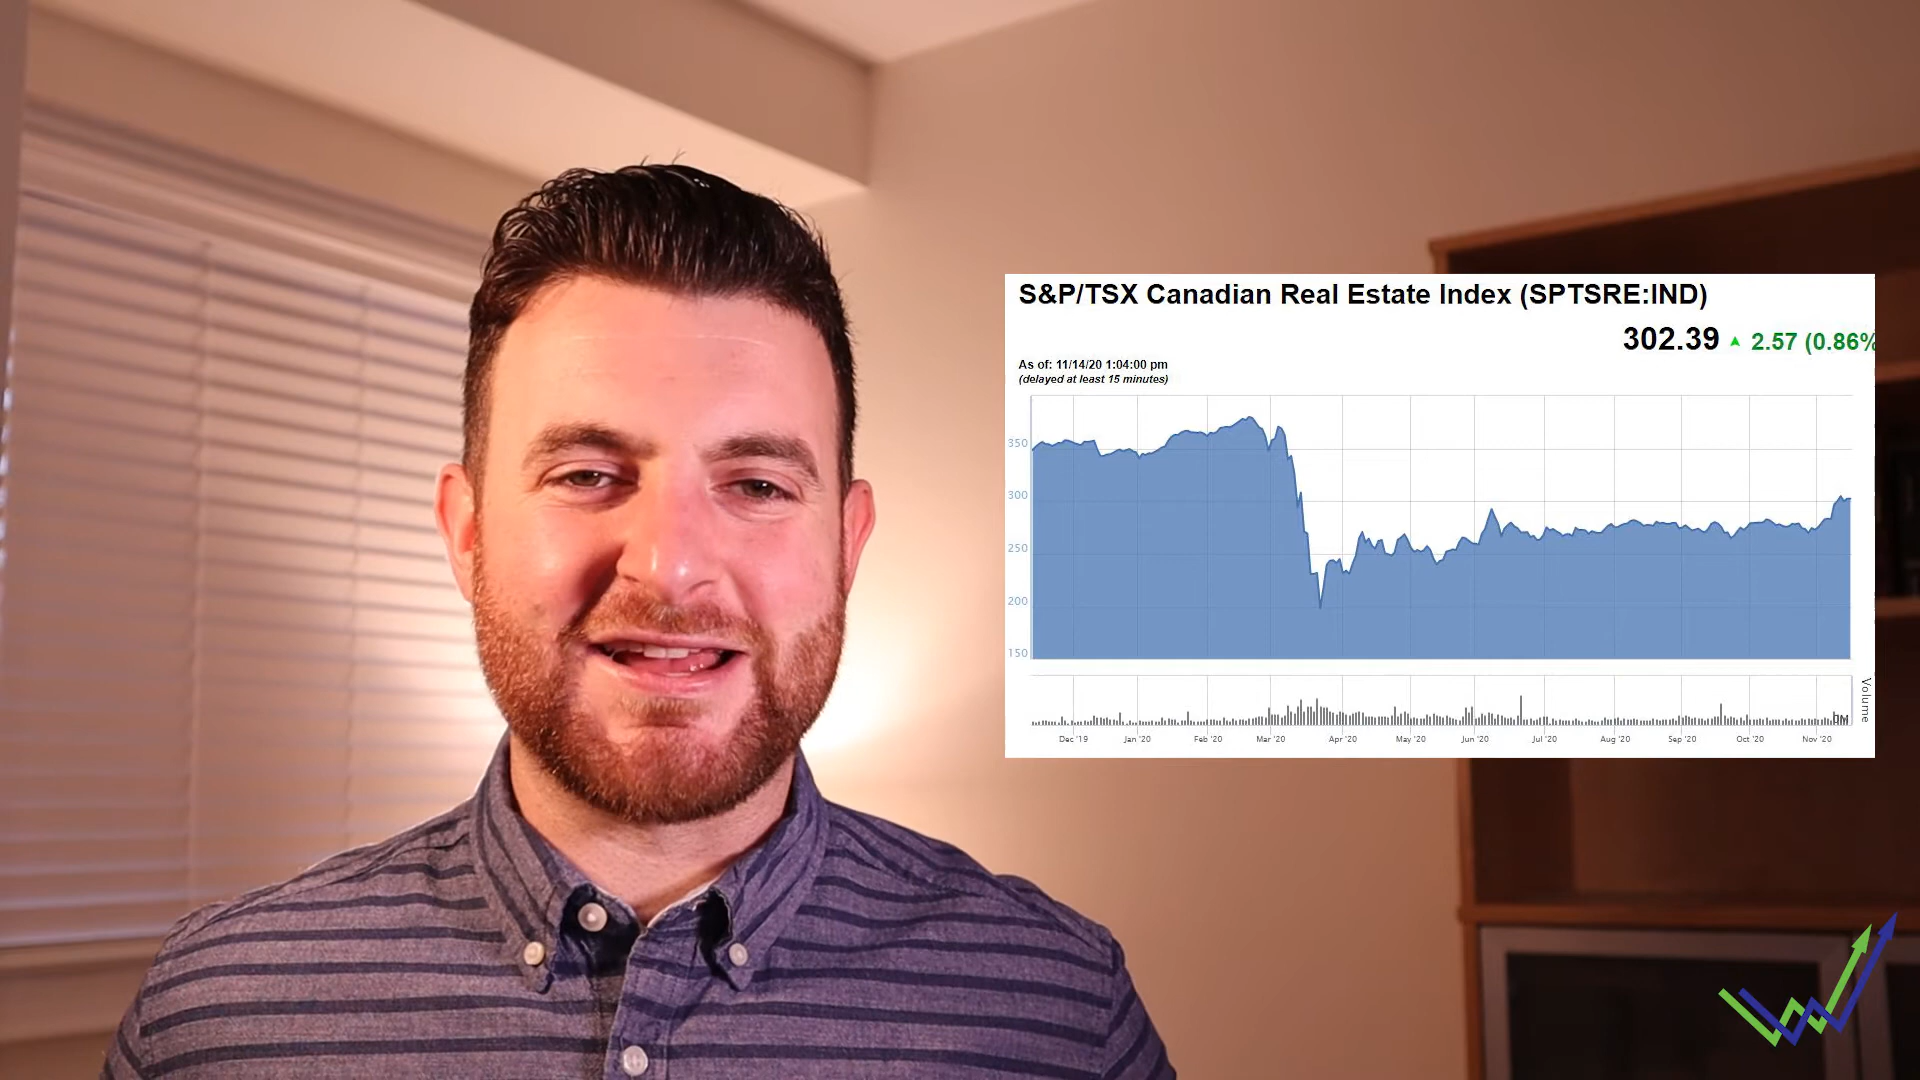 S&P/TSX Canadian Real Estate Index (SPTSRE:IND)
302.39 ▲ 2.57 (0.86%
As of: 11/14/20 1:04:00 pm
(delayed at least 15 minutes)
350
300
250
200
150
Volume
0M
Dec '19 Jan '20 Feb '20 Mar '20 Apr '20 May '20 Jun '20 Jul '20 Aug '20 Sep '20 Oct '20 Nov '20